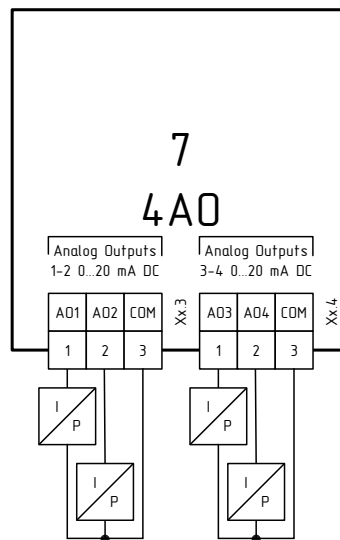 7
4AO
Analog Outputs
1-2 0...20 mA DC
Analog Outputs
3-4 0...20 mA DC
AO1 AO2 COM
Xx.3
AO3 AO4 COM
Xx.4
1 2 3
1 2 3
I
P
I
P
I
P
I
P